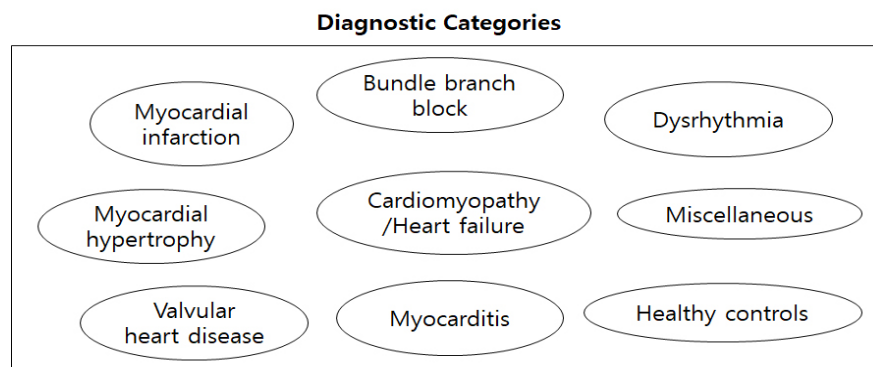 Diagnostic Categories
Myocardial
infarction
Bundle branch
block
Dysrhythmia
Myocardial
hypertrophy
Cardiomyopathy
/Heart failure
Miscellaneous
Valvular
heart disease
Myocarditis
Healthy controls